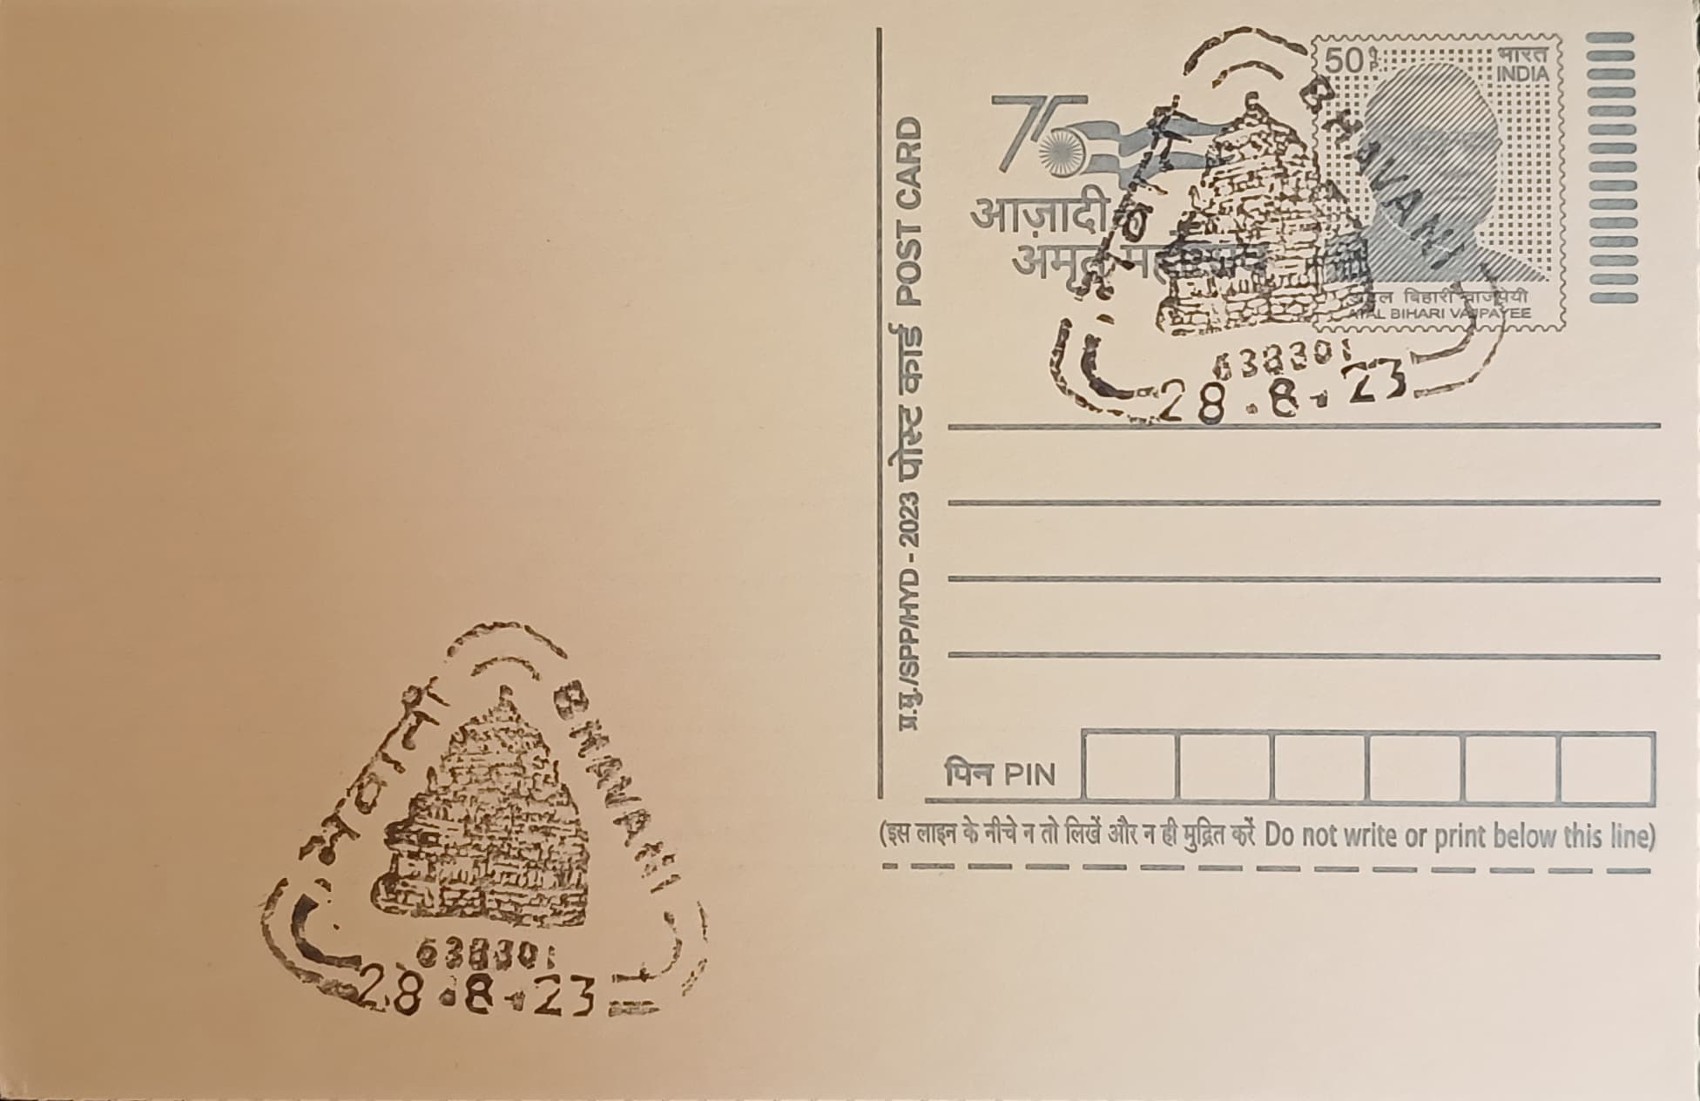 75
आज़ादी का
अमृत महोत्सव
50 प. P.
भारत
INDIA
अटल बिहारी वाजपेयी
ATAL BIHARI VAJPAYEE
भवानी
BHAVANI
638301
28.8.23
प्र.मु./SPP/HYD - 2023 पोस्ट कार्ड POST CARD
पिन PIN
(इस लाइन के नीचे न तो लिखें और न ही मुद्रित करें Do not write or print below this line)
भवानी
BHAVANI
638301
28.8.23